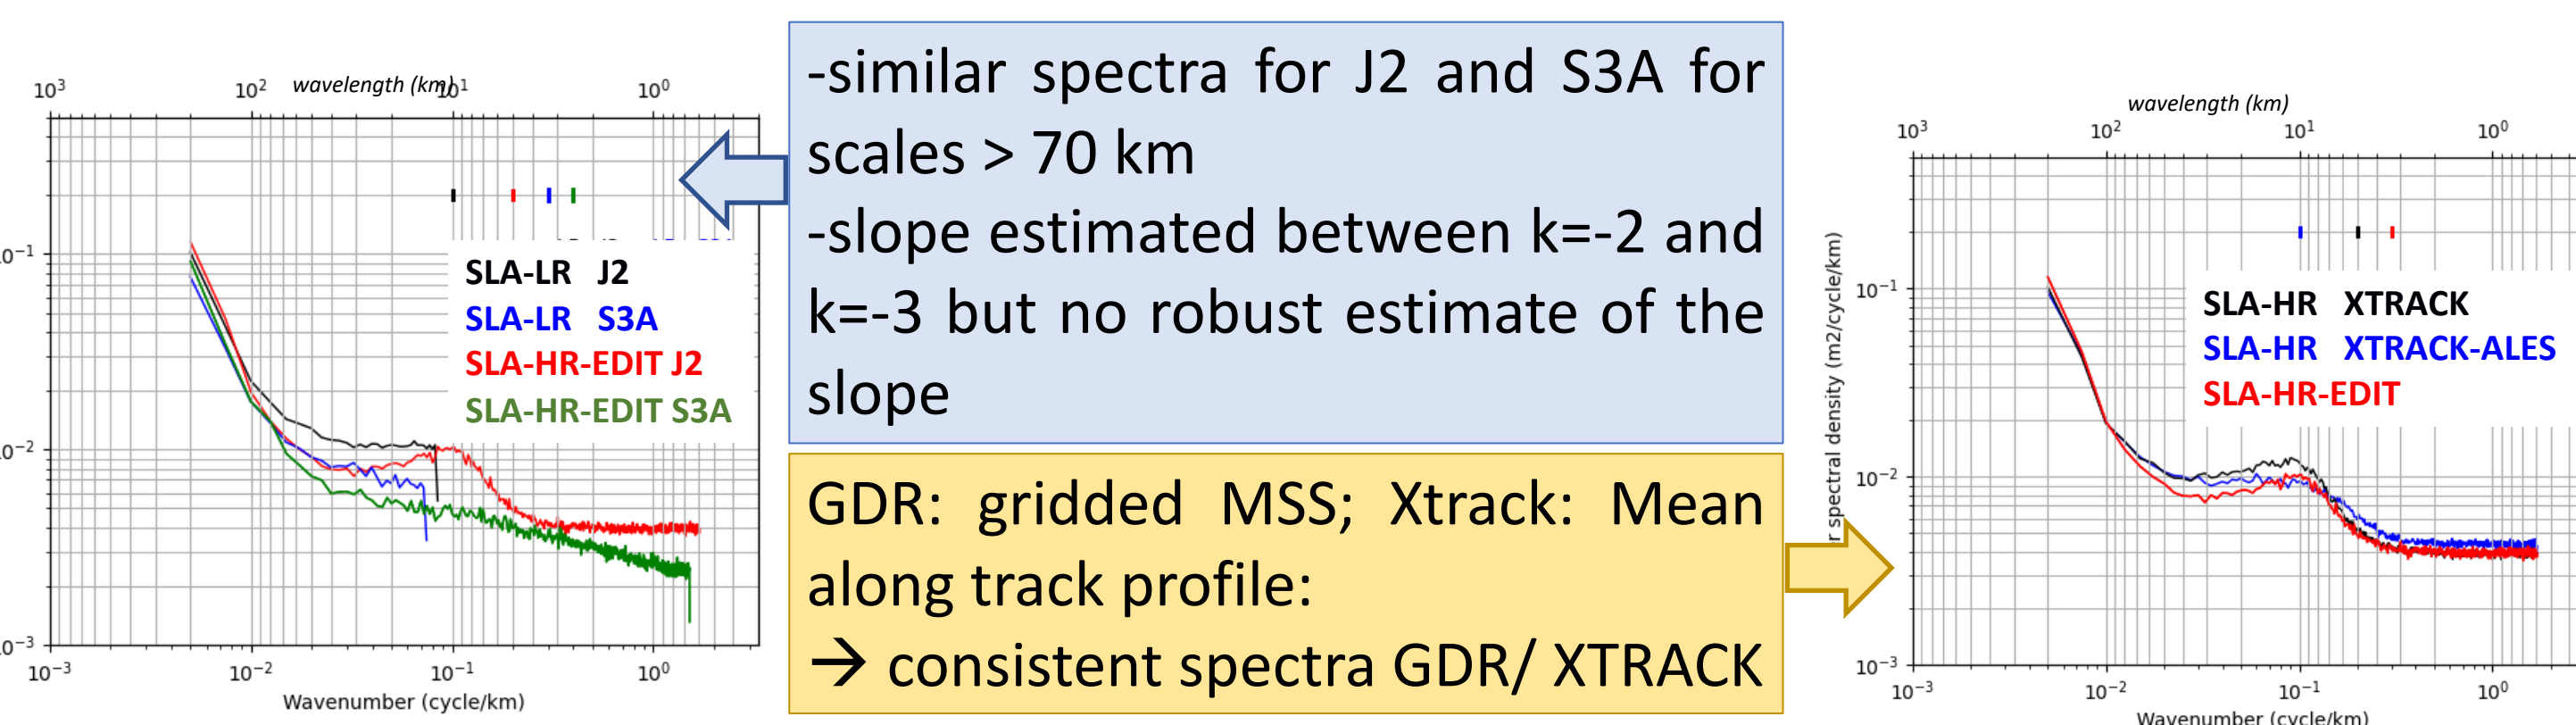 wavelength (km)
10³ 10² 10¹ 10⁰
SLA-LR J2
SLA-LR S3A
SLA-HR-EDIT J2
SLA-HR-EDIT S3A
10⁻¹
10⁻²
10⁻³
10⁻³ 10⁻² 10⁻¹ 10⁰
Wavenumber (cycle/km)
-similar spectra for J2 and S3A for
scales > 70 km
-slope estimated between k=-2 and
k=-3 but no robust estimate of the
slope
GDR: gridded MSS; Xtrack: Mean
along track profile:
→ consistent spectra GDR/ XTRACK
wavelength (km)
10³ 10² 10¹ 10⁰
spectral density (m2/cycle/km)
SLA-HR XTRACK
SLA-HR XTRACK-ALES
SLA-HR-EDIT
10⁻¹
10⁻²
10⁻³
10⁻³ 10⁻² 10⁻¹ 10⁰
Wavenumber (cycle/km)